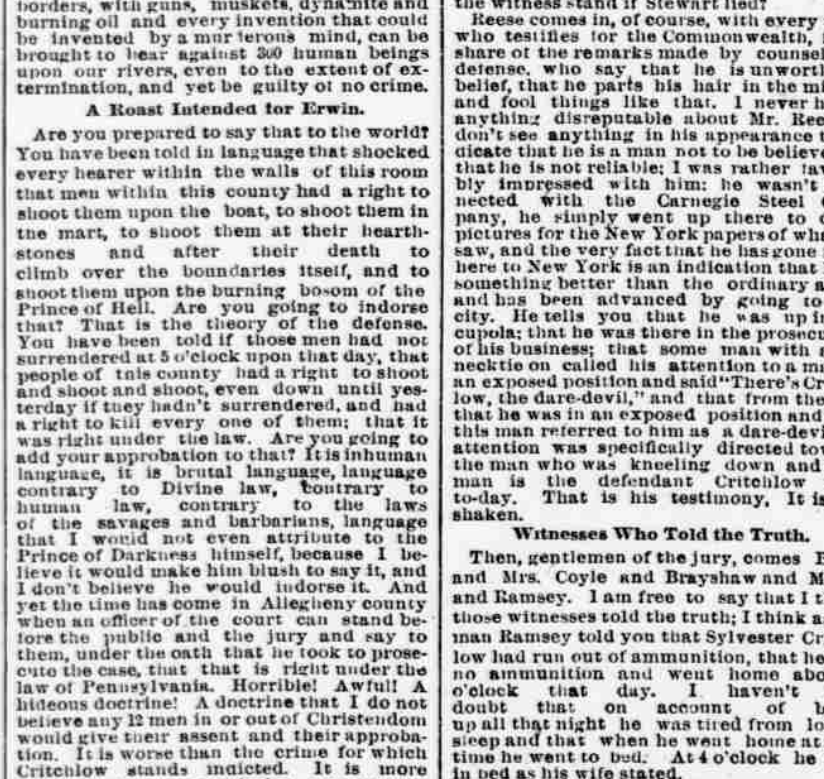 borders, with guns, muskets, dynamite and
burning oil and every invention that could
be invented by a mur ierous mind, can be
brought to bear against 300 human beings
upon our rivers, even to the extent of ex-
termination, and yet be guilty of no crime.
A Roast Intended for Erwin.
Are you prepared to say that to the world?
You have been told in language that shocked
every hearer within the walls of this room
that men within this county had a right to
shoot them upon the boat, to shoot them in
the mart, to shoot them at their hearth-
stones and after their death to
climb over the boundaries itself, and to
shoot them upon the burning bosom of the
Prince of Hell. Are you going to indorse
that? That is the theory of the defense.
You have been told if those men had not
surrendered at 5 o'clock upon that day, that
people of this county had a right to shoot
and shoot and shoot, even down until yes-
terday if they hadn't surrendered, and had
a right to kill every one of them; that it
was right under the law. Are you going to
add your approbation to that? It is inhuman
language, it is brutal language, language
contrary to Divine law, contrary to
human law, contrary to the laws
of the savages and barbarians, language
that I would not even attribute to the
Prince of Darkness himself, because I be-
lieve it would make him blush to say it, and
I don't believe he would indorse it. And
yet the time has come in Allegheny county
when an officer of the court can stand be-
fore the public and the jury and say to
them, under the oath that he took to prose-
cute the case, that that is right under the
law of Pennsylvania. Horrible! Awful! A
hideous doctrine! A doctrine that I do not
believe any 12 men in or out of Christendom
would give their assent and their approba-
tion. It is worse than the crime for which
Critchlow stands indicted. It is more
the witness stand if Stewart lied?
Reese comes in, of course, with every
who testifies for the Commonwealth,
share of the remarks made by counsel
defense, who say that he is unworth
belief, that he parts his hair in the mi
and fool things like that. I never h
anything disreputable about Mr. Ree
don't see anything in his appearance t
dicate that he is a man not to be believe
that he is not reliable; I was rather fav
bly impressed with him; he wasn't
nected with the Carnegie Steel
pany, he simply went up there to
pictures for the New York papers of wha
saw, and the very fact that he has gone
here to New York is an indication that
something better than the ordinary a
and has been advanced by going to
city. He tells you that he was up in
cupola; that he was there in the prosecu
of his business; that some man with a
necktie on called his attention to a ma
an exposed position and said "There's Cr
low, the dare-devil," and that from the
that he was in an exposed position and
this man referred to him as a dare-devi
attention was specifically directed to
the man who was kneeling down and
man is the defendant Critchlow
to-day. That is his testimony. It is
shaken.
Witnesses Who Told the Truth.
Then, gentlemen of the jury, comes
and Mrs. Coyle and Brayshaw and M
and Ramsey. I am free to say that I t
those witnesses told the truth; I think a
man Ramsey told you that Sylvester Cr
low had run out of ammunition, that he
no ammunition and went home abo
o'clock that day. I haven't
doubt that on account of b
up all that night he was tired from lo
sleep and that when he went home at
time he went to bed. At 4 o'clock he
in bed as his wife stated.